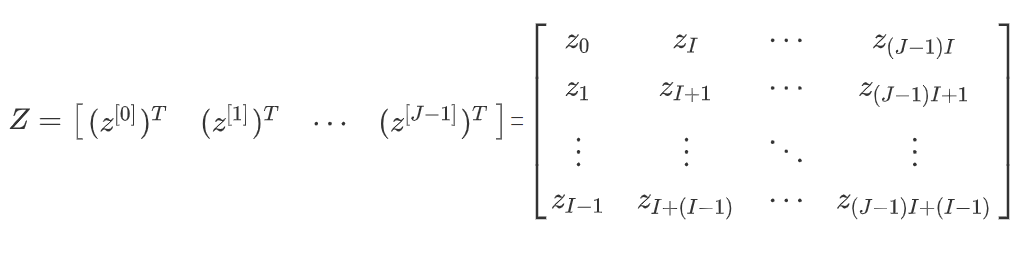 Z = [ (z^{[0]})^T (z^{[1]})^T ⋯ (z^{[J−1]})^T ] = [ z_0 z_I ⋯ z_{(J−1)I}
z_1 z_{I+1} ⋯ z_{(J−1)I+1}
⋮ ⋮ ⋱ ⋮
z_{I−1} z_{I+(I−1)} ⋯ z_{(J−1)I+(I−1)} ]